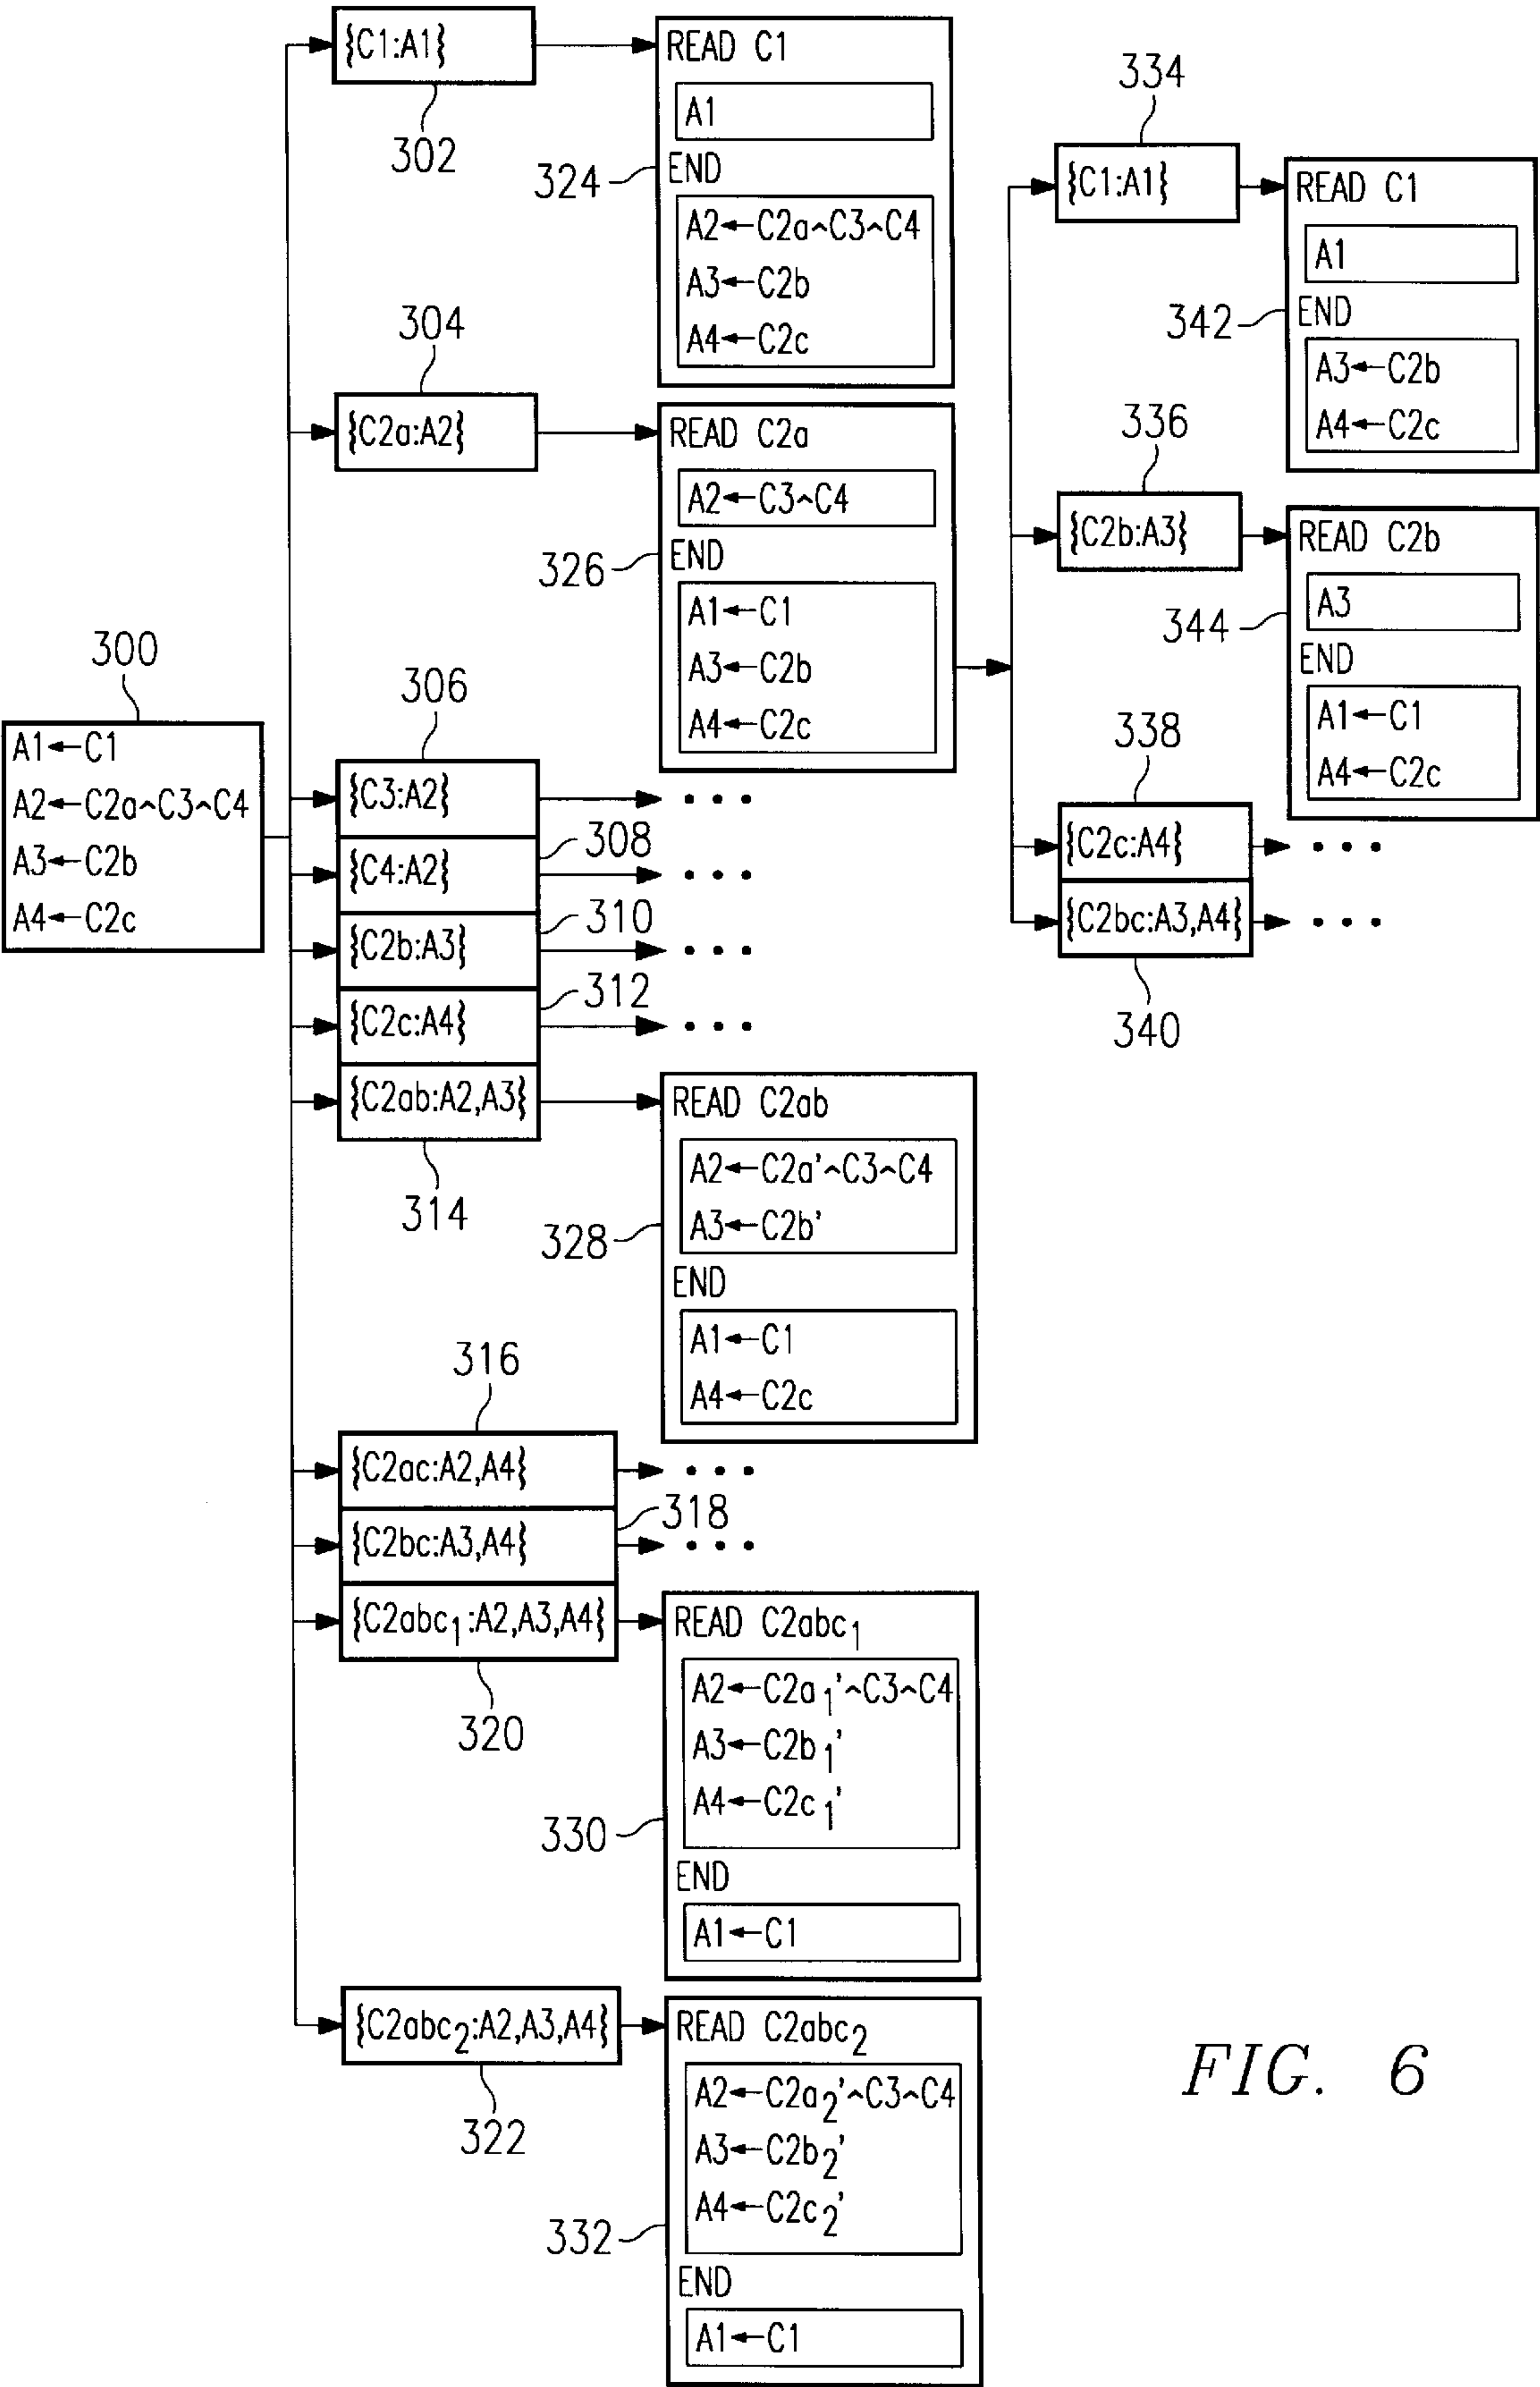 300
A1←C1
A2←C2a^C3^C4
A3←C2b
A4←C2c
{C1:A1}
302
304
{C2a:A2}
306
{C3:A2}
308
{C4:A2}
310
{C2b:A3}
312
{C2c:A4}
{C2ab:A2,A3}
314
316
{C2ac:A2,A4}
318
{C2bc:A3,A4}
{C2abc₁:A2,A3,A4}
320
{C2abc₂:A2,A3,A4}
322
READ C1
A1
END
324
A2←C2a^C3^C4
A3←C2b
A4←C2c
READ C2a
A2←C3^C4
END
326
A1←C1
A3←C2b
A4←C2c
• • •
• • •
• • •
• • •
READ C2ab
A2←C2a'^C3^C4
A3←C2b'
328
END
A1←C1
A4←C2c
• • •
• • •
READ C2abc₁
A2←C2a₁'^C3^C4
A3←C2b₁'
A4←C2c₁'
330
END
A1←C1
READ C2abc₂
A2←C2a₂'^C3^C4
A3←C2b₂'
A4←C2c₂'
332
END
A1←C1
334
{C1:A1}
336
{C2b:A3}
338
{C2c:A4}
• • •
{C2bc:A3,A4}
• • •
340
READ C1
A1
END
342
A3←C2b
A4←C2c
READ C2b
A3
344
END
A1←C1
A4←C2c
FIG. 6